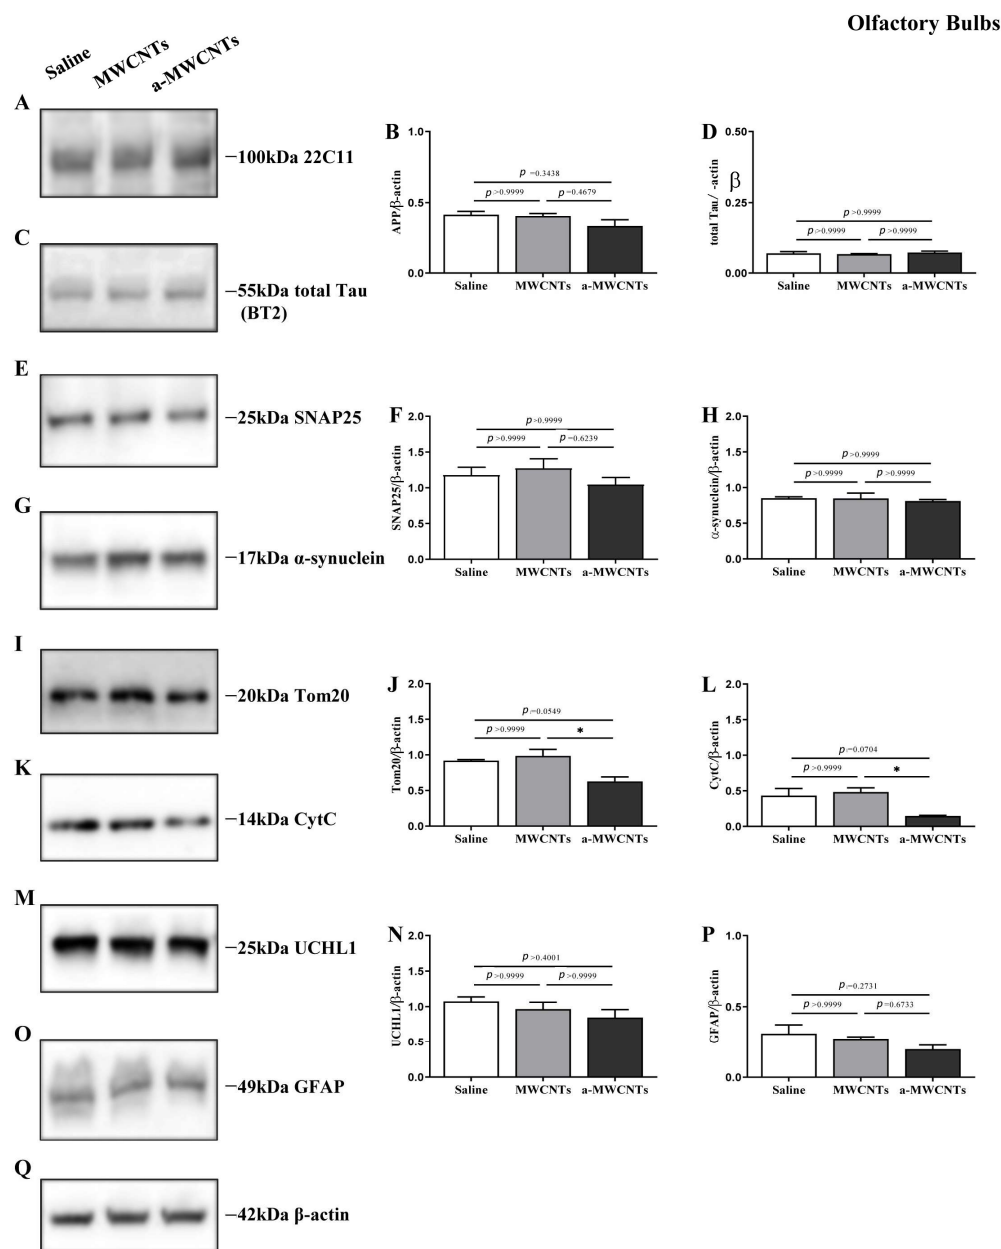 Olfactory Bulbs
Saline
MWCNTs
a-MWCNTs
A
–100kDa 22C11
B
APP/β-actin
1.0
0.5
0.0
p =0.3438
p >0.9999
p =0.4679
Saline
MWCNTs
a-MWCNTs
D
total Tau/ -actin
β
0.50
0.25
0.00
p >0.9999
p >0.9999
p >0.9999
Saline
MWCNTs
a-MWCNTs
C
–55kDa total Tau
(BT2)
E
–25kDa SNAP25
F
SNAP25/β-actin
2.0
1.5
1.0
0.5
0.0
p >0.9999
p >0.9999
p =0.6239
Saline
MWCNTs
a-MWCNTs
H
α-synuclein/β-actin
2.0
1.5
1.0
0.5
0.0
p >0.9999
p >0.9999
p >0.9999
Saline
MWCNTs
a-MWCNTs
G
–17kDa α-synuclein
I
–20kDa Tom20
J
Tom20/β-actin
2.0
1.5
1.0
0.5
0.0
p =0.0549
p >0.9999
*
Saline
MWCNTs
a-MWCNTs
L
CytC/β-actin
2.0
1.5
1.0
0.5
0.0
p =0.0704
p >0.9999
*
Saline
MWCNTs
a-MWCNTs
K
–14kDa CytC
M
–25kDa UCHL1
N
UCHL1/β-actin
2.0
1.5
1.0
0.5
0.0
p >0.4001
p >0.9999
p >0.9999
Saline
MWCNTs
a-MWCNTs
P
GFAP/β-actin
1.0
0.5
0.0
p =0.2731
p >0.9999
p =0.6733
Saline
MWCNTs
a-MWCNTs
O
–49kDa GFAP
Q
–42kDa β-actin